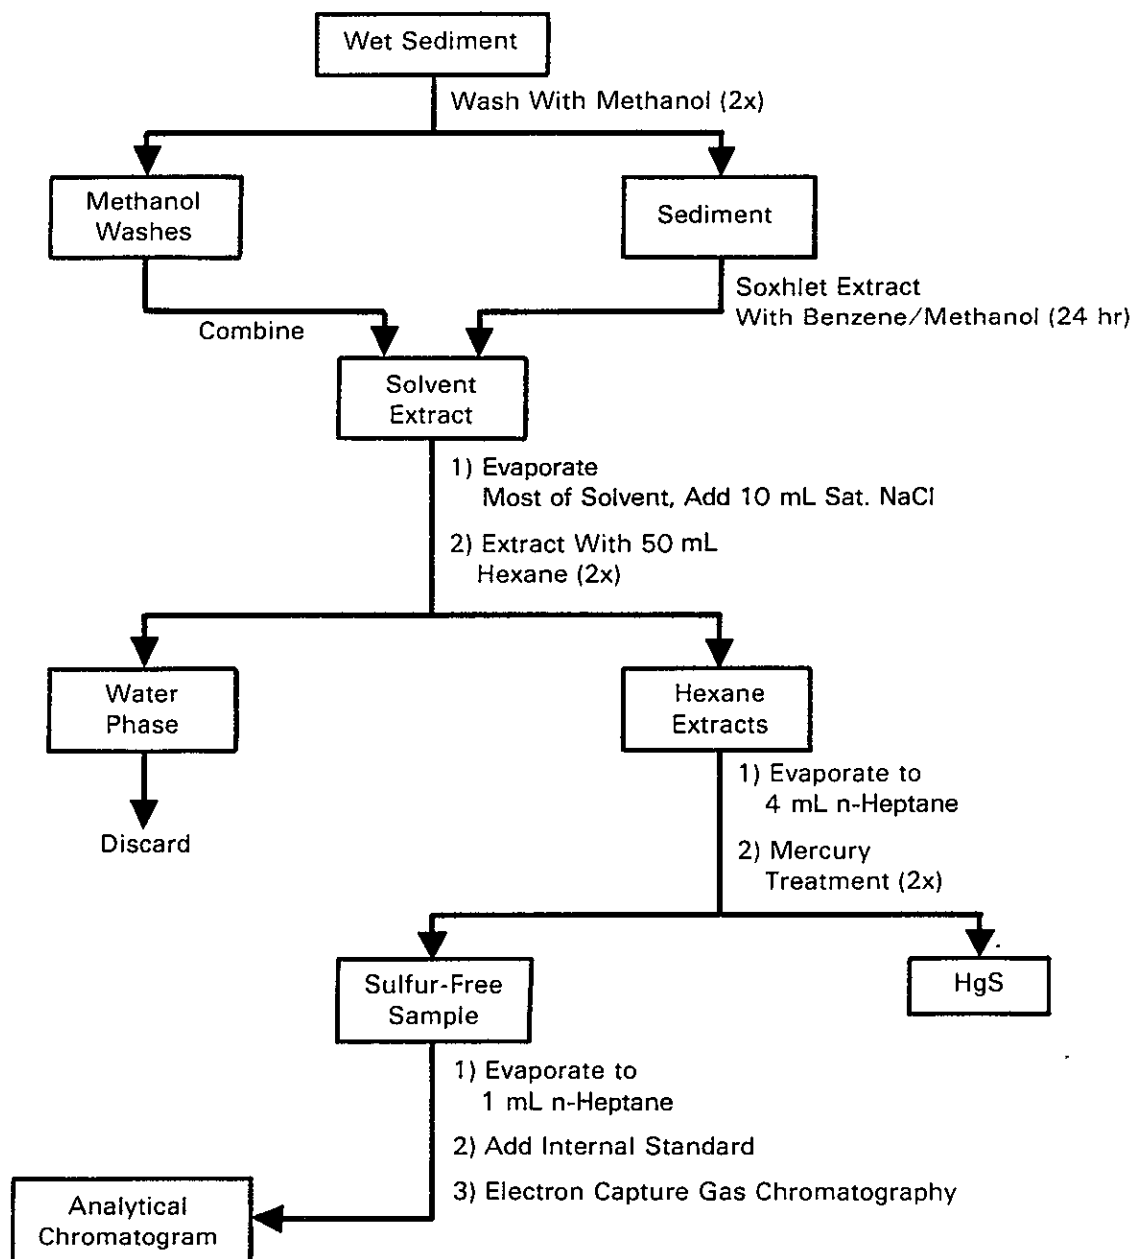 Wet Sediment
Wash With Methanol (2x)
Methanol
Washes
Sediment
Combine
Soxhlet Extract
With Benzene/Methanol (24 hr)
Solvent
Extract
1) Evaporate
Most of Solvent, Add 10 mL Sat. NaCl
2) Extract With 50 mL
Hexane (2x)
Water
Phase
Hexane
Extracts
Discard
1) Evaporate to
4 mL n-Heptane
2) Mercury
Treatment (2x)
Sulfur-Free
Sample
HgS
1) Evaporate to
1 mL n-Heptane
2) Add Internal Standard
3) Electron Capture Gas Chromatography
Analytical
Chromatogram